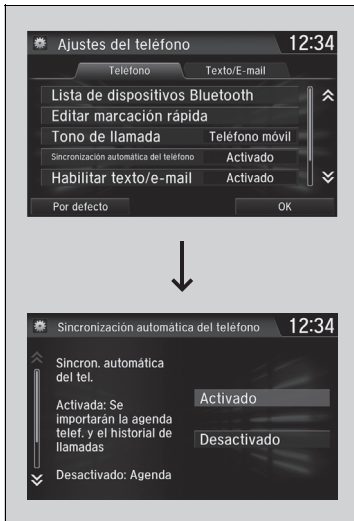 Ajustes del teléfono 12:34
Teléfono Texto/E-mail
Lista de dispositivos Bluetooth
Editar marcación rápida
Tono de llamada Teléfono móvil
Sincronización automática del teléfono Activado
Habilitar texto/e-mail Activado
Por defecto OK
Sincronización automática del teléfono 12:34
Sincron. automática
del tel.
Activado
Activada: Se
importarán la agenda
telef. y el historial de
llamadas
Desactivado
Desactivado: Agenda